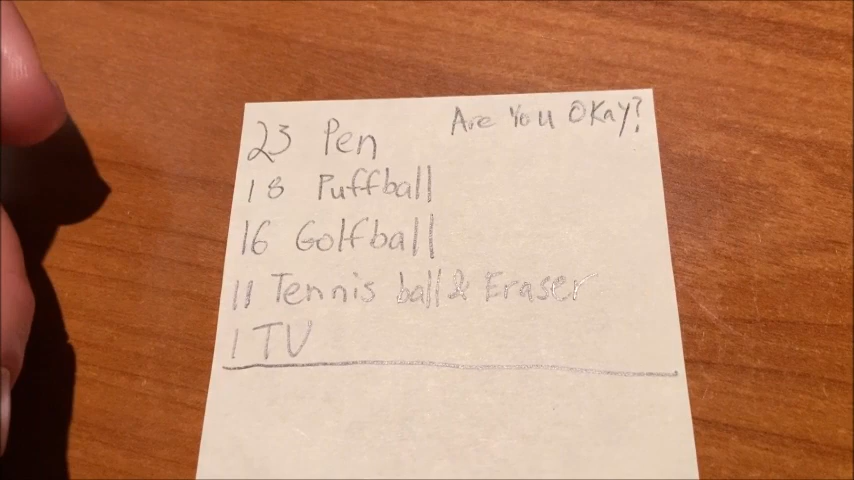 Are You Okay?
23 Pen
18 Puffball
16 Golfball
11 Tennis ball & Eraser
1 TV